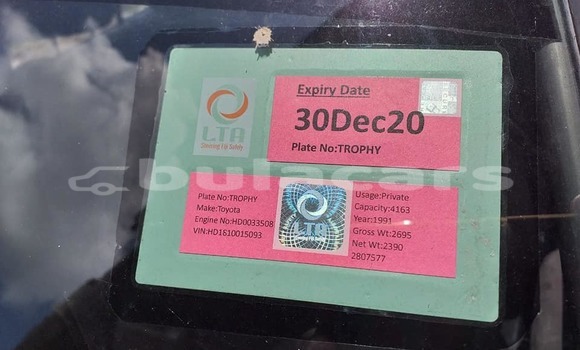 Expiry Date
30Dec20
Plate No:TROPHY
LTA
Steering Up Safely
Plate No:TROPHY
Make:Toyota
Engine No:HD0033508
VIN:HD1610015093
LTA
Usage:Private
Capacity:4163
Year:1991
Gross Wt:2695
Net Wt:2390
2807577
bulacars